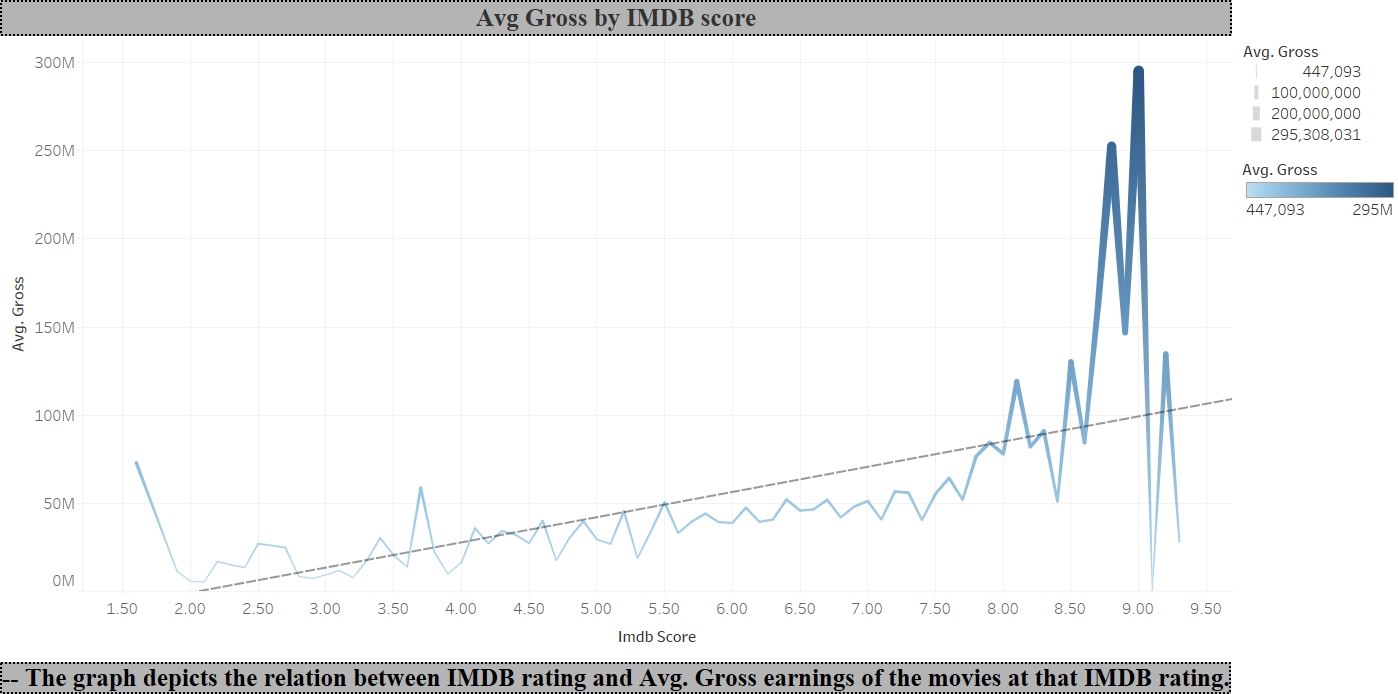 Avg Gross by IMDB score
Avg. Gross
447,093
100,000,000
200,000,000
295,308,031
Avg. Gross
447,093 295M
300M
250M
200M
150M
100M
50M
0M
Avg. Gross
1.50 2.00 2.50 3.00 3.50 4.00 4.50 5.00 5.50 6.00 6.50 7.00 7.50 8.00 8.50 9.00 9.50
Imdb Score
-- The graph depicts the relation between IMDB rating and Avg. Gross earnings of the movies at that IMDB rating.